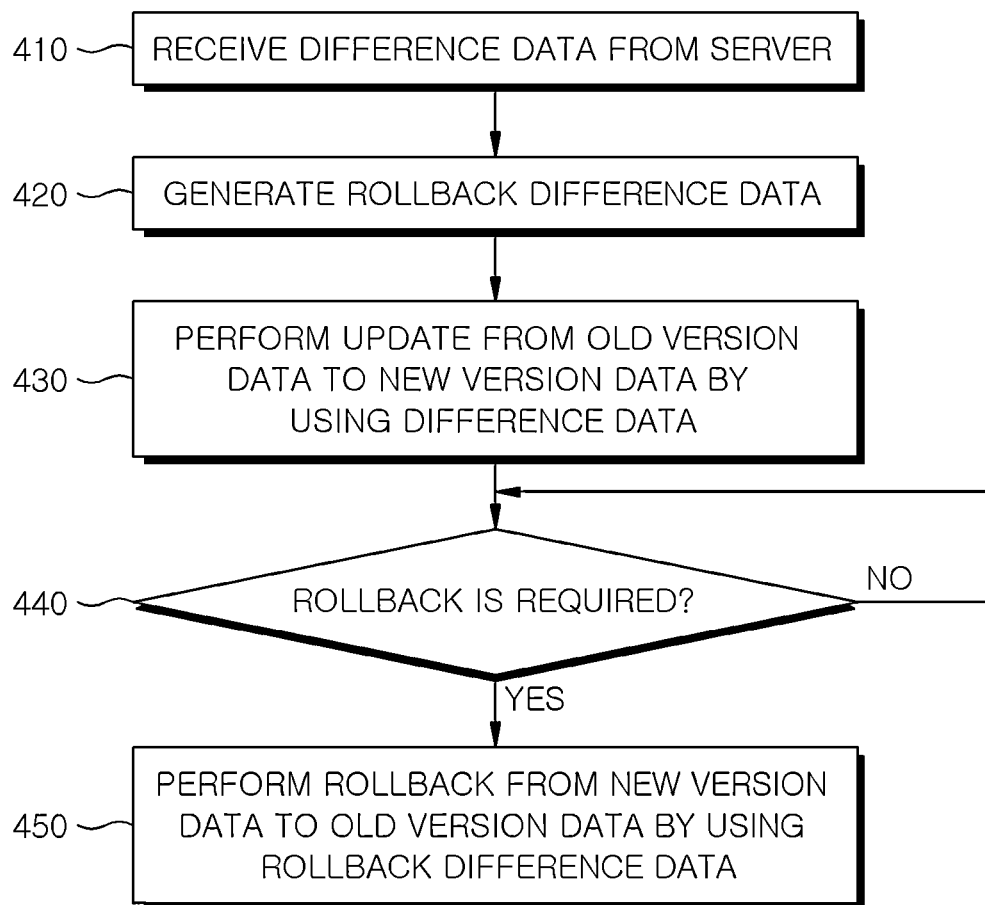 410
RECEIVE DIFFERENCE DATA FROM SERVER
420
GENERATE ROLLBACK DIFFERENCE DATA
430
PERFORM UPDATE FROM OLD VERSION
DATA TO NEW VERSION DATA BY
USING DIFFERENCE DATA
440
ROLLBACK IS REQUIRED?
NO
YES
450
PERFORM ROLLBACK FROM NEW VERSION
DATA TO OLD VERSION DATA BY USING
ROLLBACK DIFFERENCE DATA